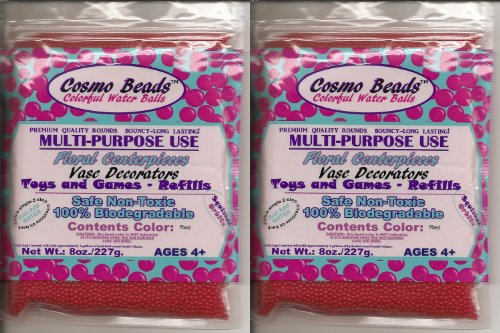 Cosmo Beads™
Colorful Water Balls
PREMIUM QUALITY ROUNDS BOUNCY-LONG LASTING!
MULTI-PURPOSE USE
Floral Centerpieces
Vase Decorators
Toys and Games - Refills
Safe Non-Toxic
100% Biodegradable
Contents Color: Red
Net Wt.: 8oz./227g. AGES 4+
Cosmo Beads™
Colorful Water Balls
PREMIUM QUALITY ROUNDS BOUNCY-LONG LASTING!
MULTI-PURPOSE USE
Floral Centerpieces
Vase Decorators
Toys and Games - Refills
Safe Non-Toxic
100% Biodegradable
Contents Color: Red
Net Wt.: 8oz./227g. AGES 4+